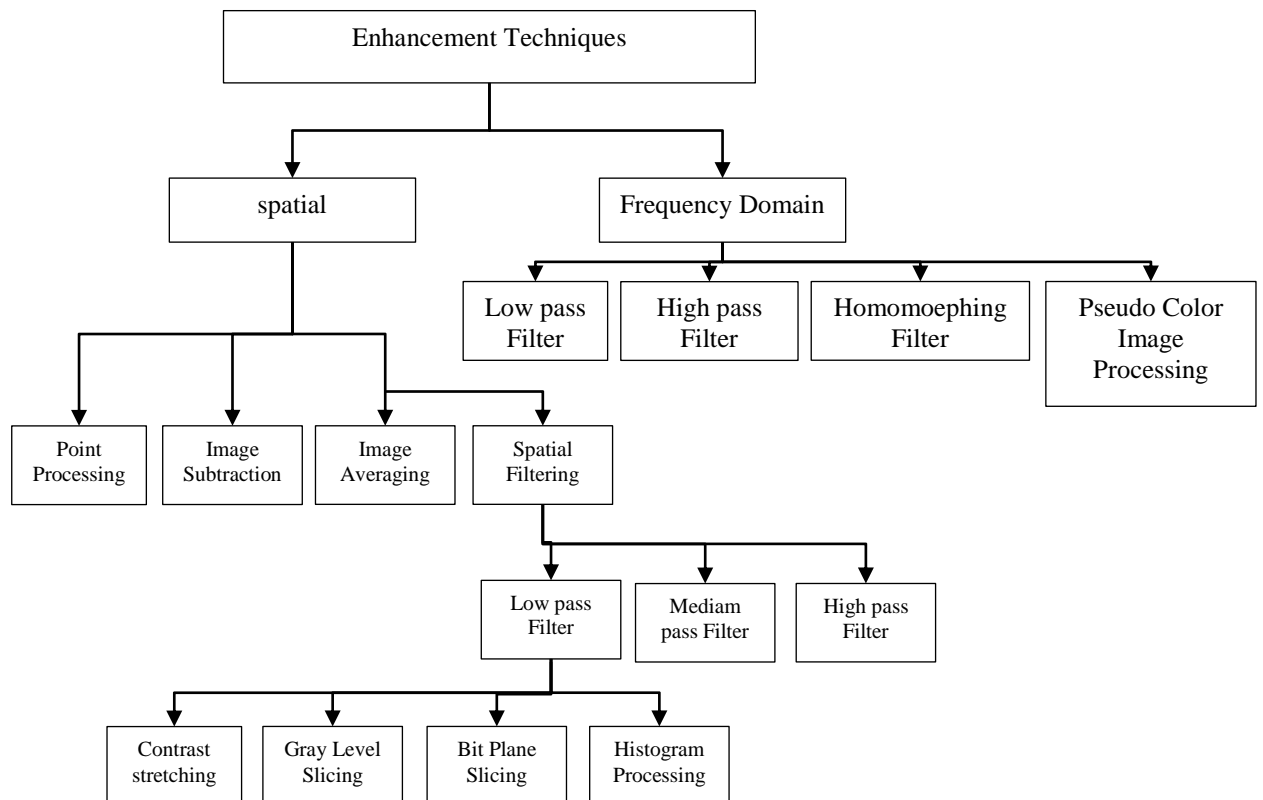 Enhancement Techniques
spatial
Frequency Domain
Low pass
Filter
High pass
Filter
Homomoephing
Filter
Pseudo Color
Image
Processing
Point
Processing
Image
Subtraction
Image
Averaging
Spatial
Filtering
Low pass
Filter
Mediam
pass Filter
High pass
Filter
Contrast
stretching
Gray Level
Slicing
Bit Plane
Slicing
Histogram
Processing